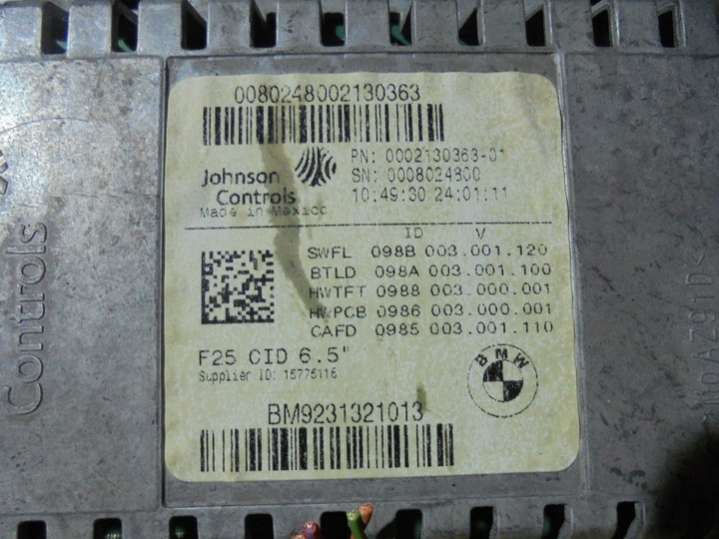 0080248002130363
Johnson Controls
Made in Mexico
PN: 0002130363-01
SN: 0008024800
10:49:30 24:01:11
ID V
SWFL 098B 003.001.120
BTLD 098A 003.001.100
HWTFT 0988 003.000.001
HWPCB 0986 003.000.001
CAFD 0985 003.001.110
F25 CID 6.5"
Supplier ID: 15775116
BMW
BM9231321013
Controls